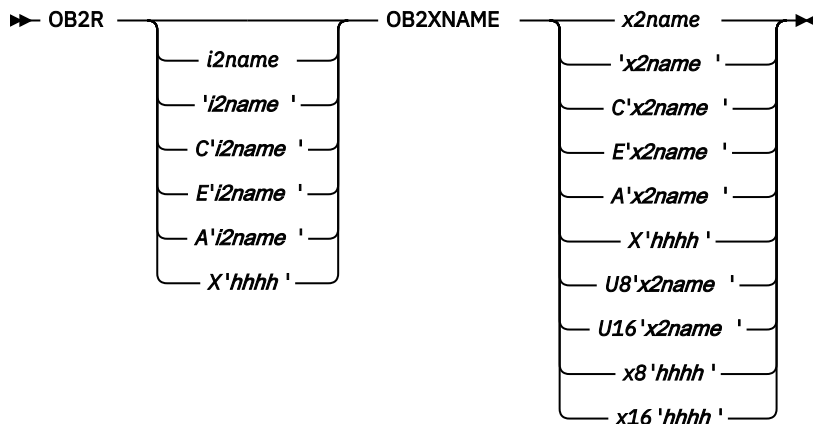 OB2R OB2XNAME x2name
i2name 'x2name '
'i2name ' C'x2name '
C'i2name ' E'x2name '
E'i2name ' A'x2name '
A'i2name ' X'hhhh '
X'hhhh ' U8'x2name '
U16'x2name '
x8'hhhh '
x16'hhhh '